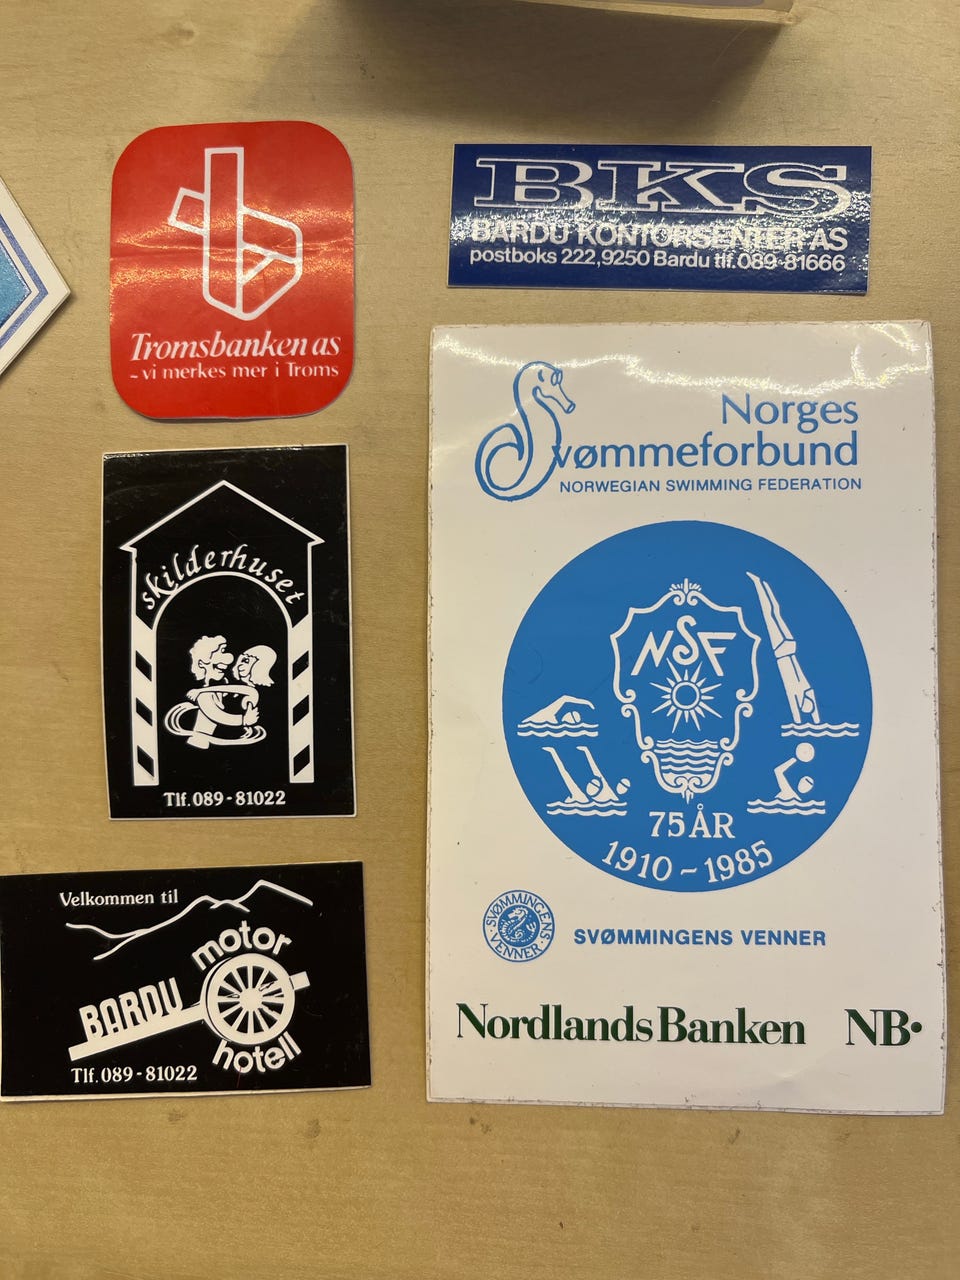 Tromsbanken as
- vi merkes mer i Troms
BKS
BARDU KONTORSENTER AS
postboks 222,9250 Bardu tlf.089-81666
skilderhuset
Tlf. 089-81022
Velkommen til
BARDU motor
hotell
Tlf. 089-81022
Norges
Svømmeforbund
NORWEGIAN SWIMMING FEDERATION
NSF
75 ÅR
1910-1985
SVØMMINGENS
VENNER
SVØMMINGENS VENNER
NordlandsBanken NB•